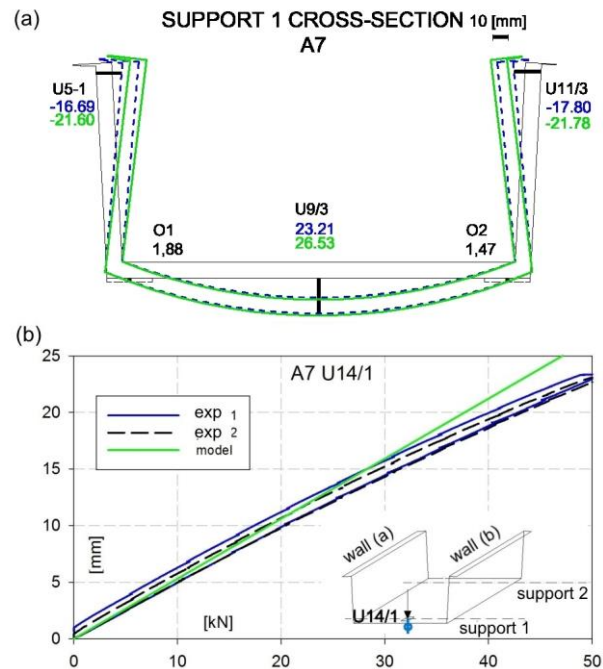 (a)
SUPPORT 1 CROSS-SECTION 10 [mm]
A7
U5-1
-16.69
-21.60
U11/3
-17.80
-21.78
U9/3
23.21
26.53
O1
1,88
O2
1,47
(b)
A7 U14/1
25
20
15
10
5
0
[mm]
exp 1
exp 2
model
wall (a)
wall (b)
support 2
U14/1
support 1
[kN]
0 10 20 30 40 50